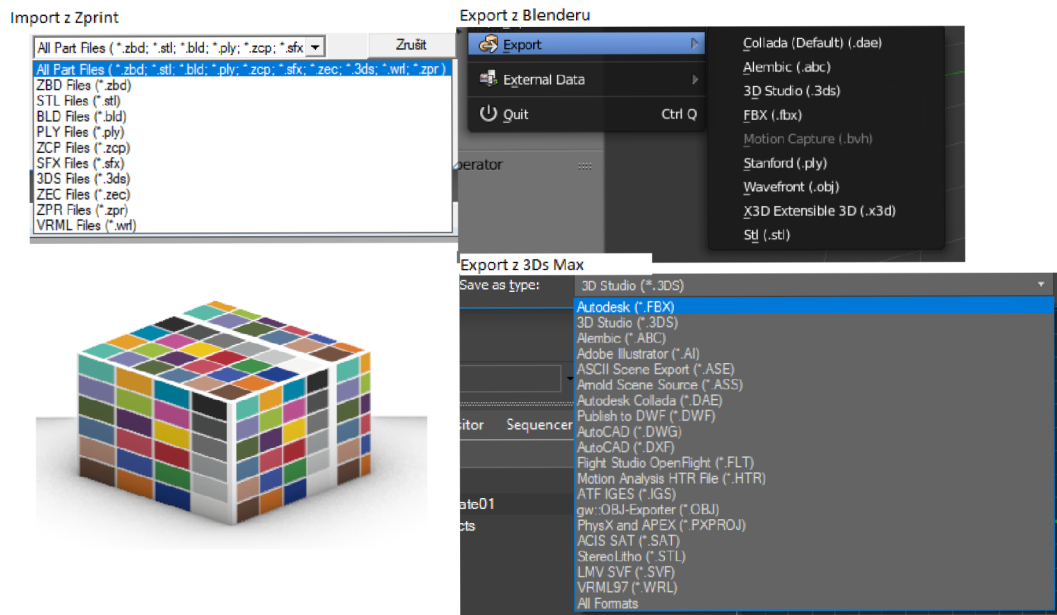 Import z Zprint
All Part Files ( *.zbd; *.stl; *.bld; *.ply; *.zcp; *.sfx
Zrušit
All Part Files ( *.zbd; *.stl; *.bld; *.ply; *.zcp; *.sfx; *.zec; *.3ds; *.wrl; *.zpr )
ZBD Files (*.zbd)
STL Files (*.stl)
BLD Files (*.bld)
PLY Files (*.ply)
ZCP Files (*.zcp)
SFX Files (*.sfx)
3DS Files (*.3ds)
ZEC Files (*.zec)
ZPR Files (*.zpr)
VRML Files (*.wrl)
Export z Blenderu
Export
External Data
Quit Ctrl Q
perator
Collada (Default) (.dae)
Alembic (.abc)
3D Studio (.3ds)
FBX (.fbx)
Motion Capture (.bvh)
Stanford (.ply)
Wavefront (.obj)
X3D Extensible 3D (.x3d)
Stl (.stl)
Export z 3Ds Max
Save as type: 3D Studio (*.3DS)
Autodesk (*.FBX)
3D Studio (*.3DS)
Alembic (*.ABC)
Adobe Illustrator (*.AI)
ASCII Scene Export (*.ASE)
Arnold Scene Source (*.ASS)
Autodesk Collada (*.DAE)
Publish to DWF (*.DWF)
AutoCAD (*.DWG)
AutoCAD (*.DXF)
Flight Studio OpenFlight (*.FLT)
Motion Analysis HTR File (*.HTR)
ATF IGES (*.IGS)
gw::OBJ-Exporter (*.OBJ)
PhysX and APEX (*.PXPROJ)
ACIS SAT (*.SAT)
StereoLitho (*.STL)
LMV SVF (*.SVF)
VRML97 (*.WRL)
All Formats
sitor Sequencer
ate01
cts